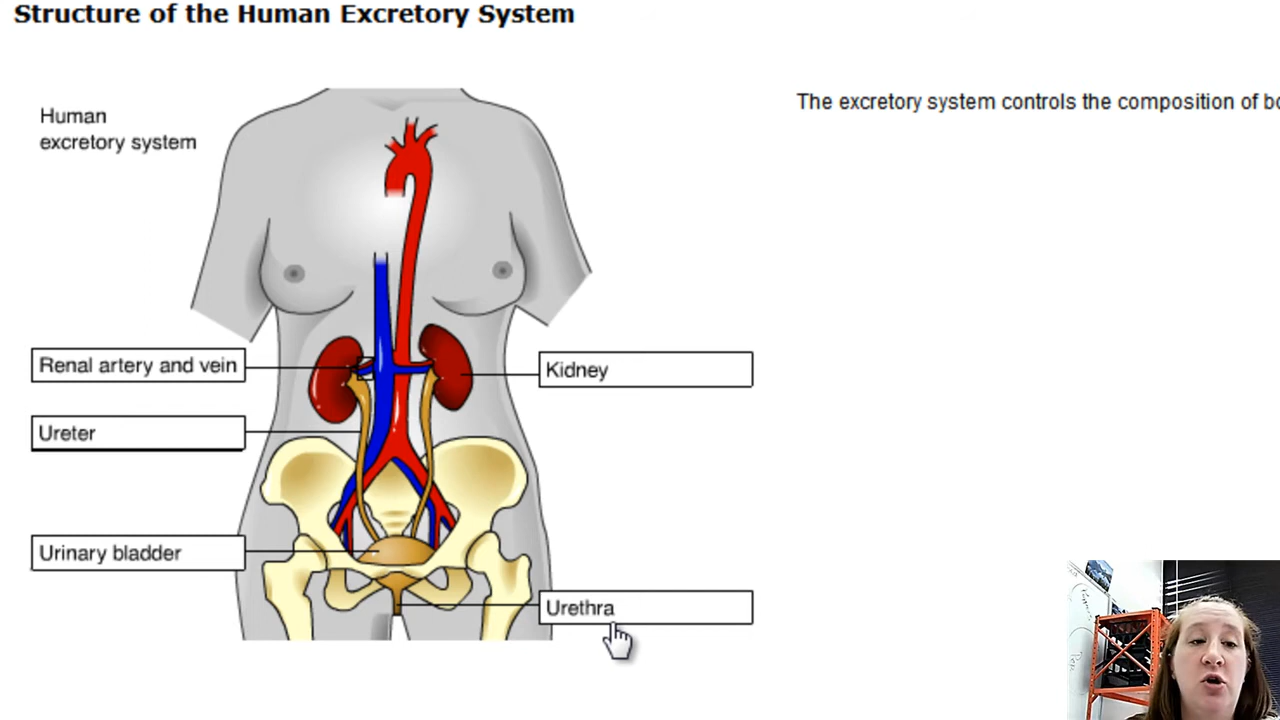 Structure of the Human Excretory System
Human
excretory system
The excretory system controls the composition of
Renal artery and vein
Kidney
Ureter
Urinary bladder
Urethra